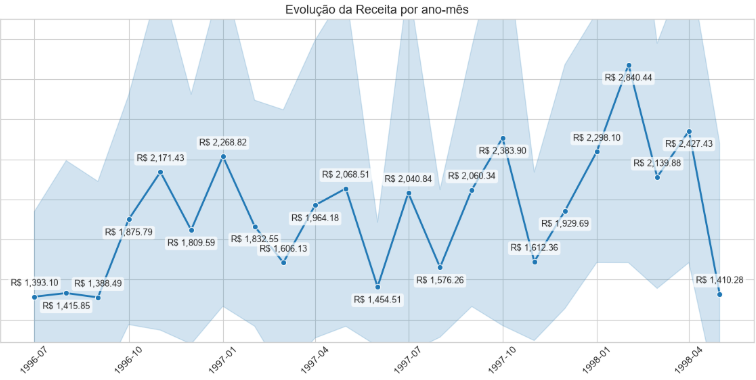 Evolução da Receita por ano-mês
R$ 1,393.10
R$ 1,415.85
R$ 1,388.49
R$ 1,875.79
R$ 2,171.43
R$ 1,809.59
R$ 2,268.82
R$ 1,832.55
R$ 1,606.13
R$ 1,964.18
R$ 2,068.51
R$ 1,454.51
R$ 2,040.84
R$ 1,576.26
R$ 2,060.34
R$ 2,383.90
R$ 1,612.36
R$ 1,929.69
R$ 2,298.10
R$ 2,840.44
R$ 2,139.88
R$ 2,427.43
R$ 1,410.28
1996-07
1996-10
1997-01
1997-04
1997-07
1997-10
1998-01
1998-04